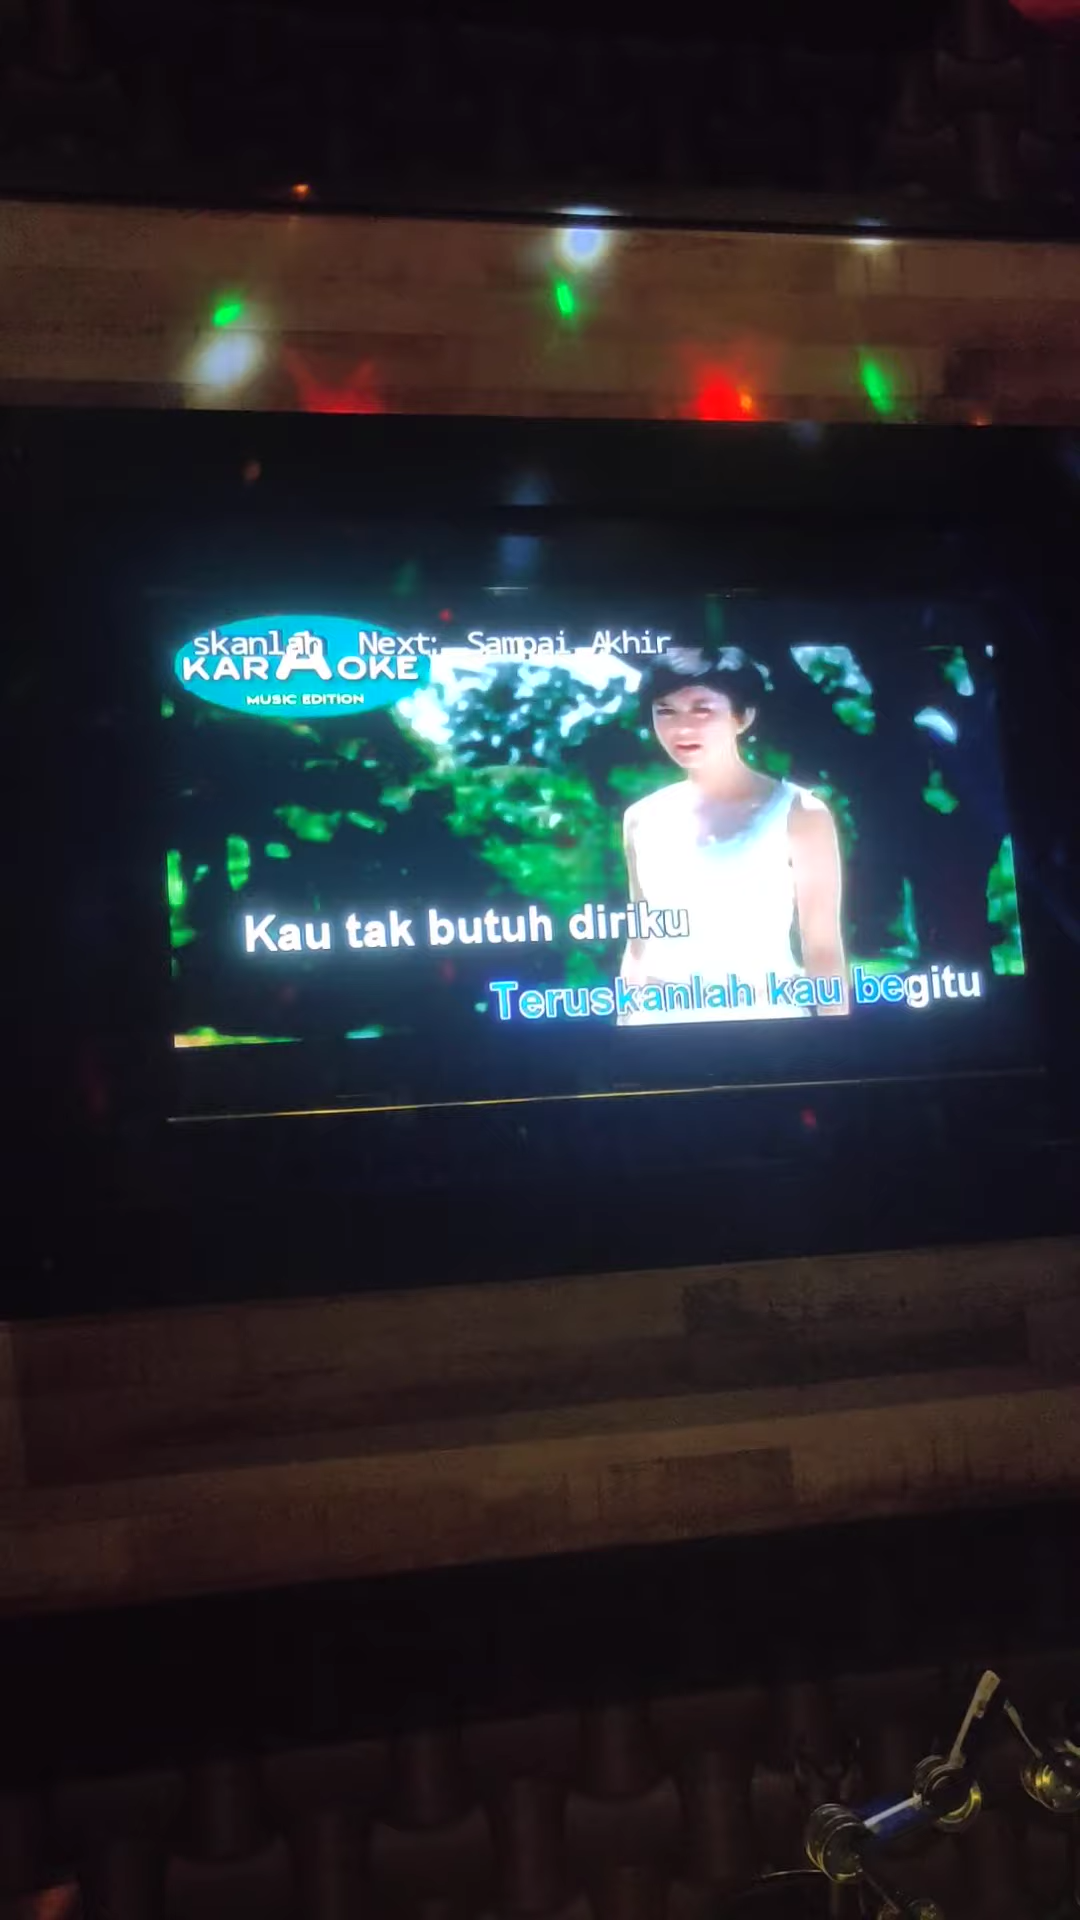 skanlah Next: Sampai Akhir
KARAOKE
MUSIC EDITION
Kau tak butuh diriku
Teruskanlah kau begitu